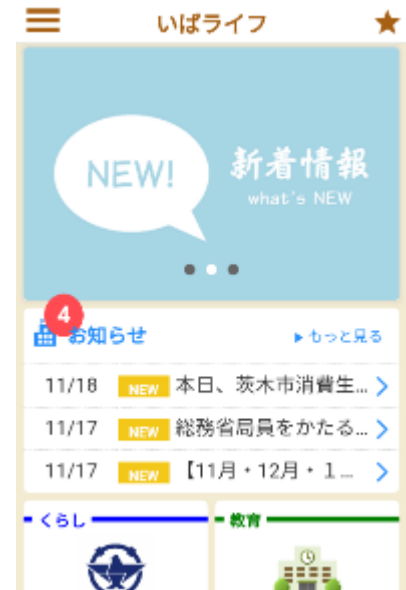 いばライフ
NEW!
新着情報
what's NEW
4
お知らせ
▶もっと見る
11/18 NEW 本日、茨木市消費生...
11/17 NEW 総務省局員をかたる...
11/17 NEW 【11月・12月・1...
くらし
教育